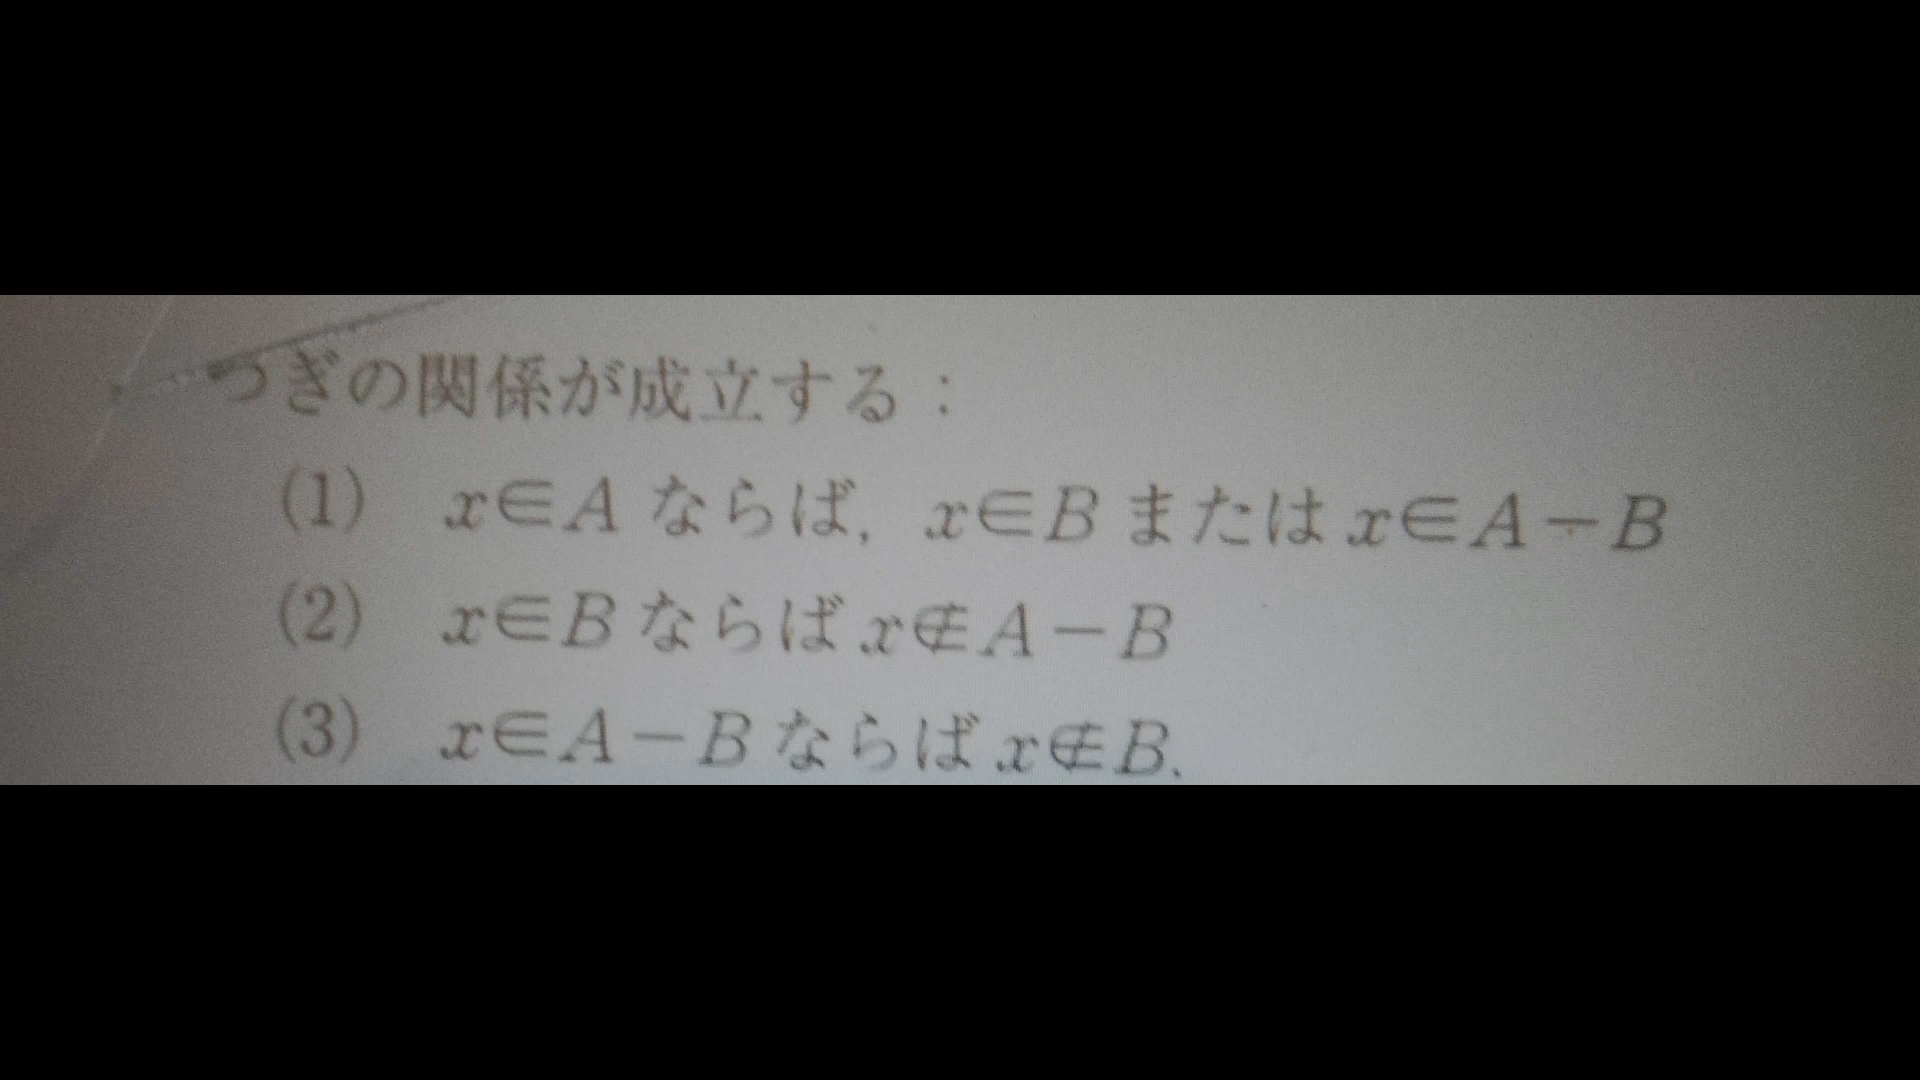 つぎの関係が成立する：
(1) x∈A ならば, x∈B または x∈A−B
(2) x∈B ならば x∉A−B
(3) x∈A−B ならば x∉B.